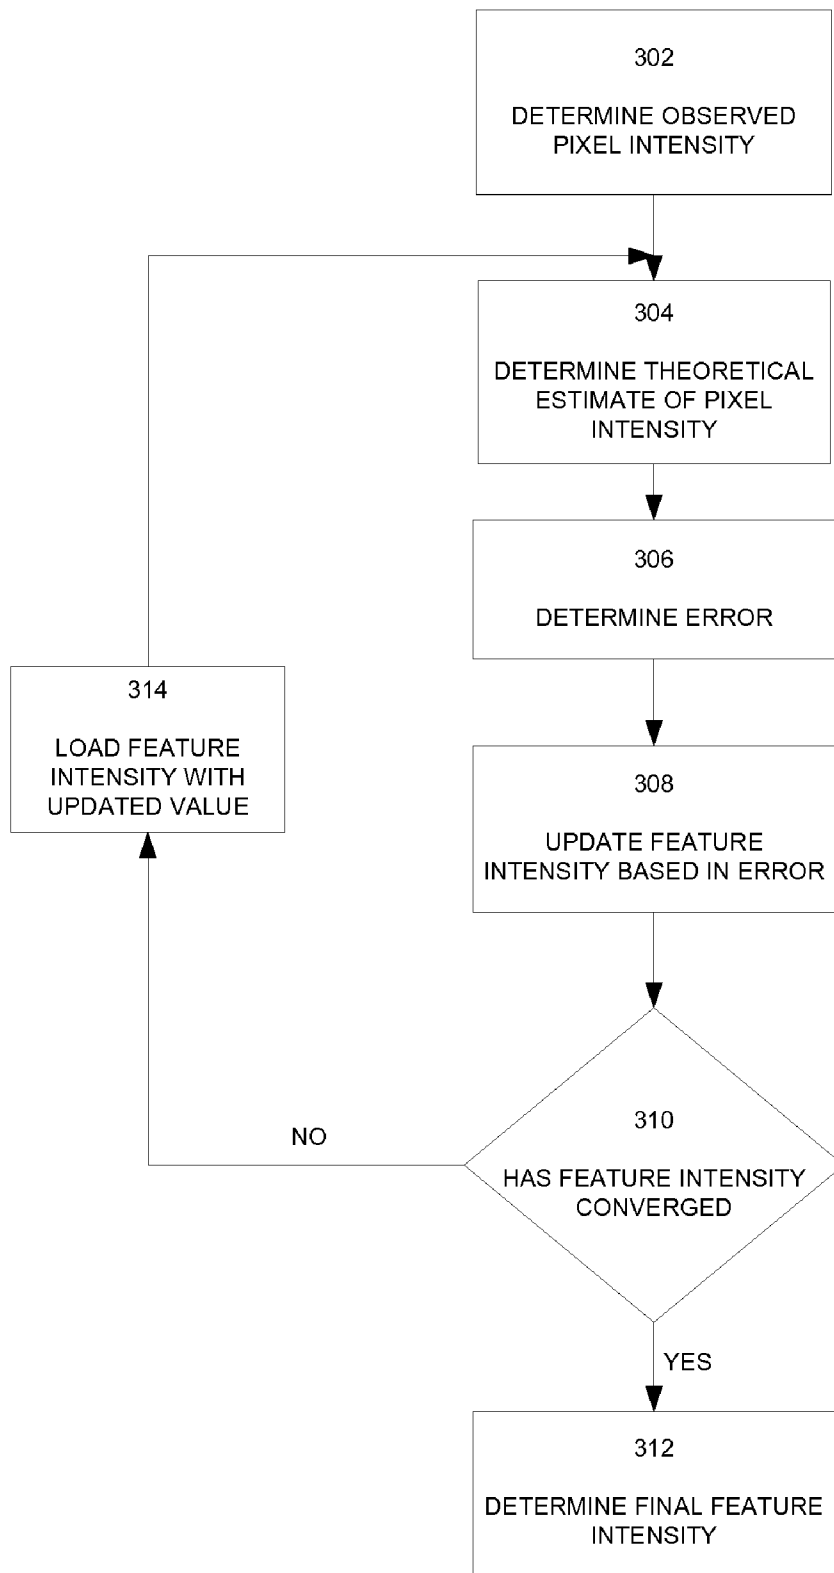 302
DETERMINE OBSERVED
PIXEL INTENSITY
304
DETERMINE THEORETICAL
ESTIMATE OF PIXEL
INTENSITY
306
DETERMINE ERROR
314
LOAD FEATURE
INTENSITY WITH
UPDATED VALUE
308
UPDATE FEATURE
INTENSITY BASED IN ERROR
310
HAS FEATURE INTENSITY
CONVERGED
NO
YES
312
DETERMINE FINAL FEATURE
INTENSITY